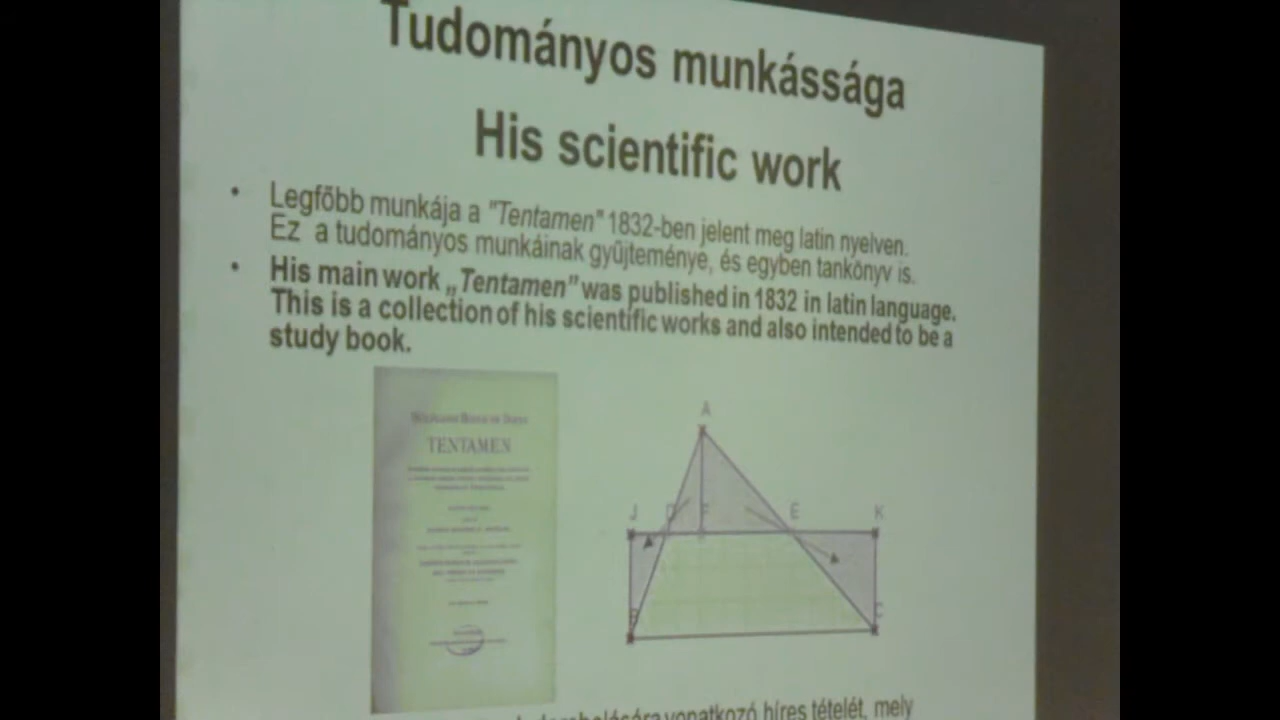 Tudományos munkássága
His scientific work
• Legfőbb munkája a "Tentamen" 1832-ben jelent meg latin nyelven.
Ez a tudományos munkáinak gyűjteménye, és egyben tankönyv is.
• His main work „Tentamen” was published in 1832 in latin language.
This is a collection of his scientific works and also intended to be a
study book.
TENTAMEN
A
J D F E K
B C
vonatkozó híres tételét, mely